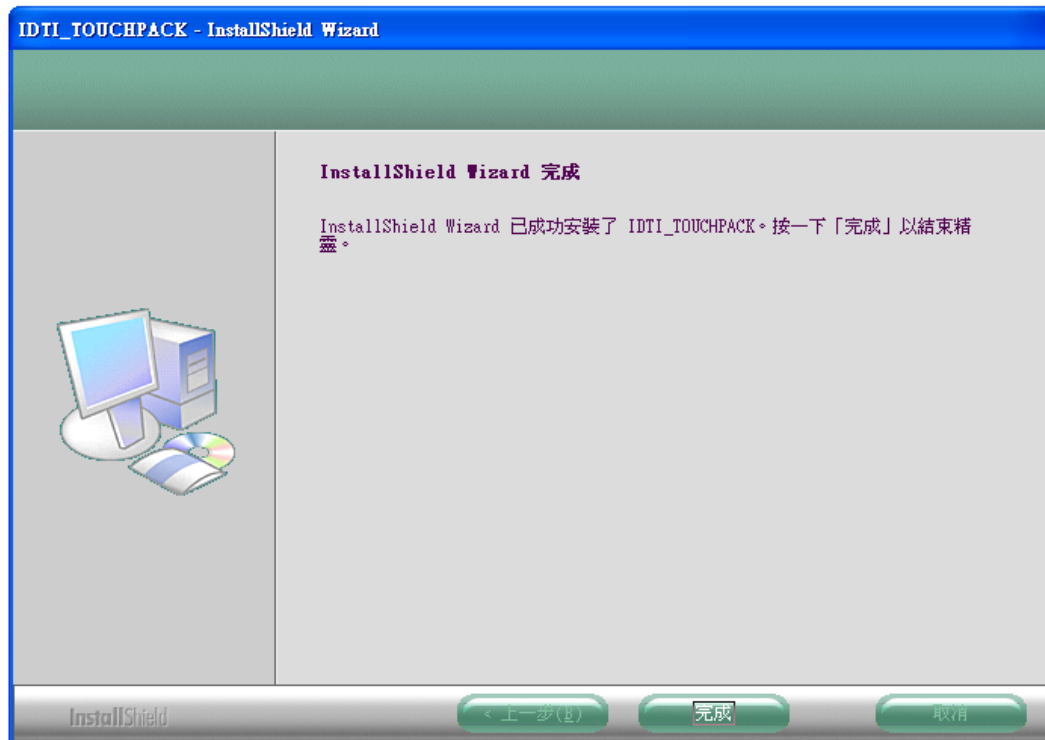 IDTI_TOUCHPACK - InstallShield Wizard
InstallShield Wizard 完成
InstallShield Wizard 已成功安裝了 IDTI_TOUCHPACK。按一下「完成」以結束精
靈。
InstallShield
< 上一步(B)
完成
取消